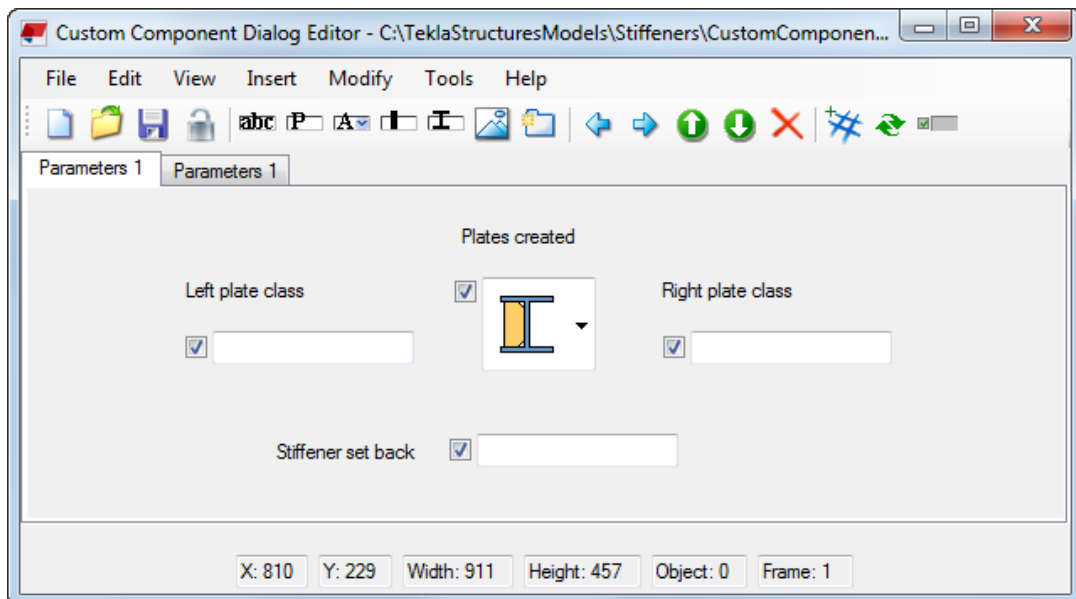 Custom Component Dialog Editor - C:\TeklaStructuresModels\Stiffeners\CustomComponen...
File Edit View Insert Modify Tools Help
abc P A
Parameters 1 Parameters 1
Plates created
Left plate class Right plate class
Stiffener set back
X: 810 Y: 229 Width: 911 Height: 457 Object: 0 Frame: 1